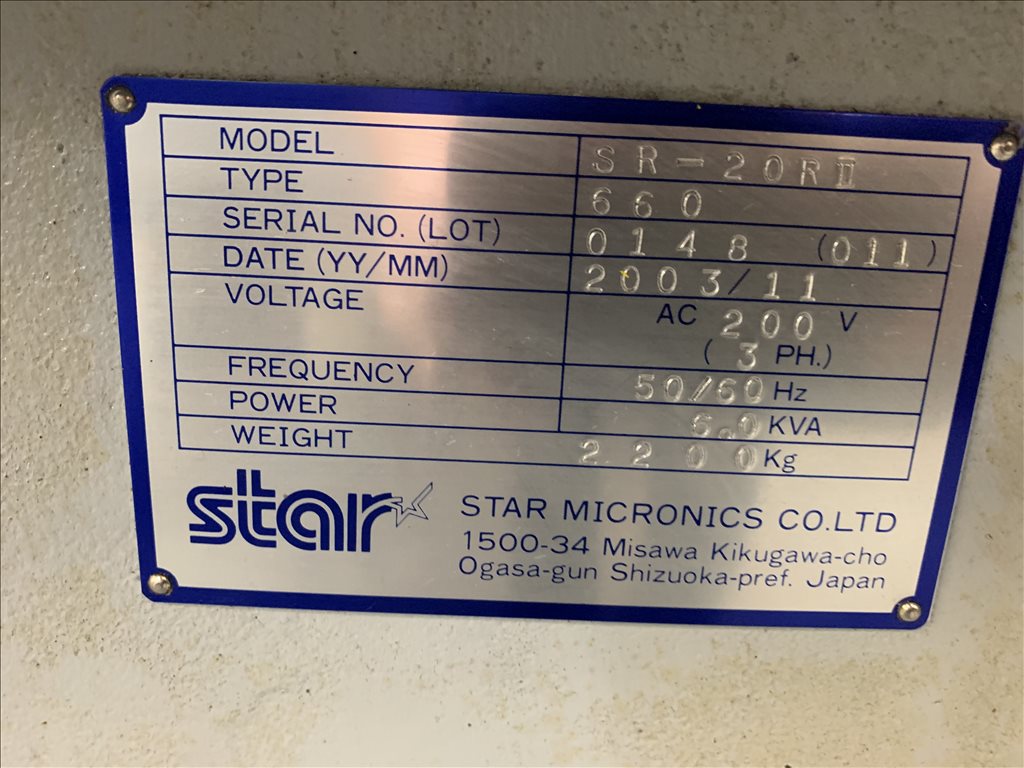 MODEL SR-20RII
TYPE 660
SERIAL NO. (LOT) 0148 (011)
DATE (YY/MM) 2003/11
VOLTAGE AC 200 V
(3 PH.)
FREQUENCY 50/60 Hz
POWER 6.0 KVA
WEIGHT 2200 Kg
star STAR MICRONICS CO.LTD
1500-34 Misawa Kikugawa-cho
Ogasa-gun Shizuoka-pref. Japan